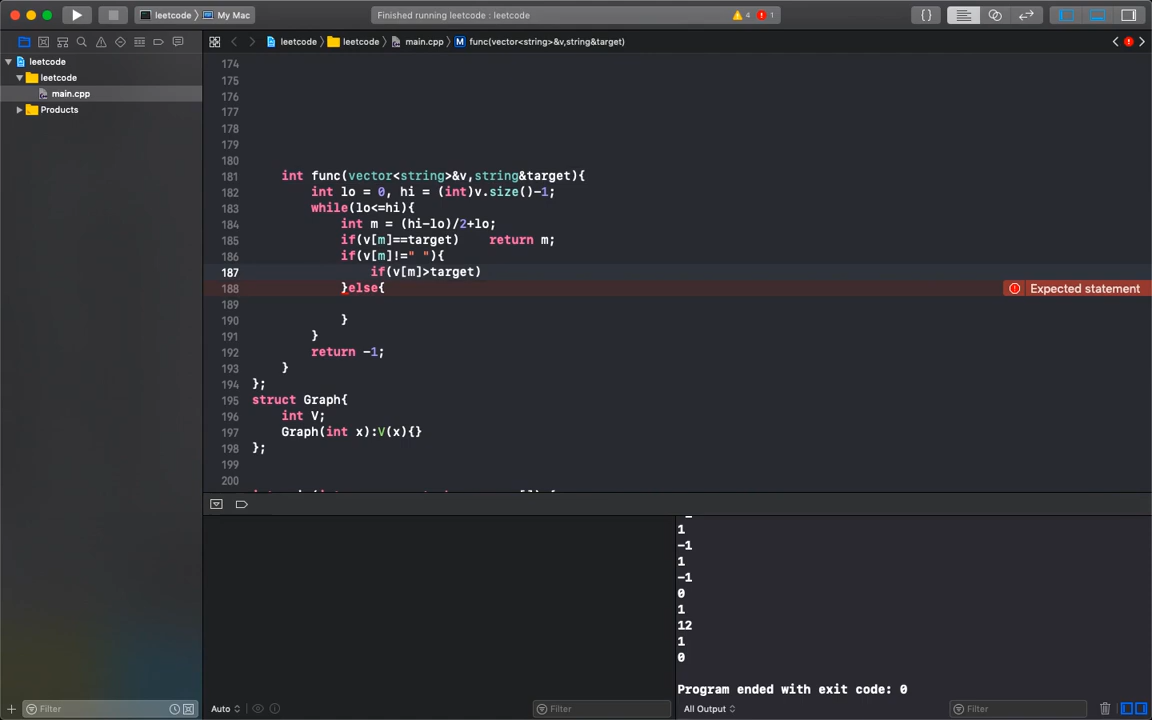 leetcode
My Mac
Finished running leetcode : leetcode
4
1
leetcode
leetcode
main.cpp
Products
leetcode
leetcode
main.cpp
M
func(vector<string>&v,string&target)
174
175
176
177
178
179
180
181 int func(vector<string>&v,string&target){
182 int lo = 0, hi = (int)v.size()-1;
183 while(lo<=hi){
184 int m = (hi-lo)/2+lo;
185 if(v[m]==target) return m;
186 if(v[m]!=" "){
187 if(v[m]>target)
188 }else{
Expected statement
189
190 }
191 }
192 return -1;
193 }
194 };
195 struct Graph{
196 int V;
197 Graph(int x):V(x){}
198 };
199
200
1
-1
1
-1
0
1
12
1
0
Program ended with exit code: 0
Filter
Auto
Filter
All Output
Filter